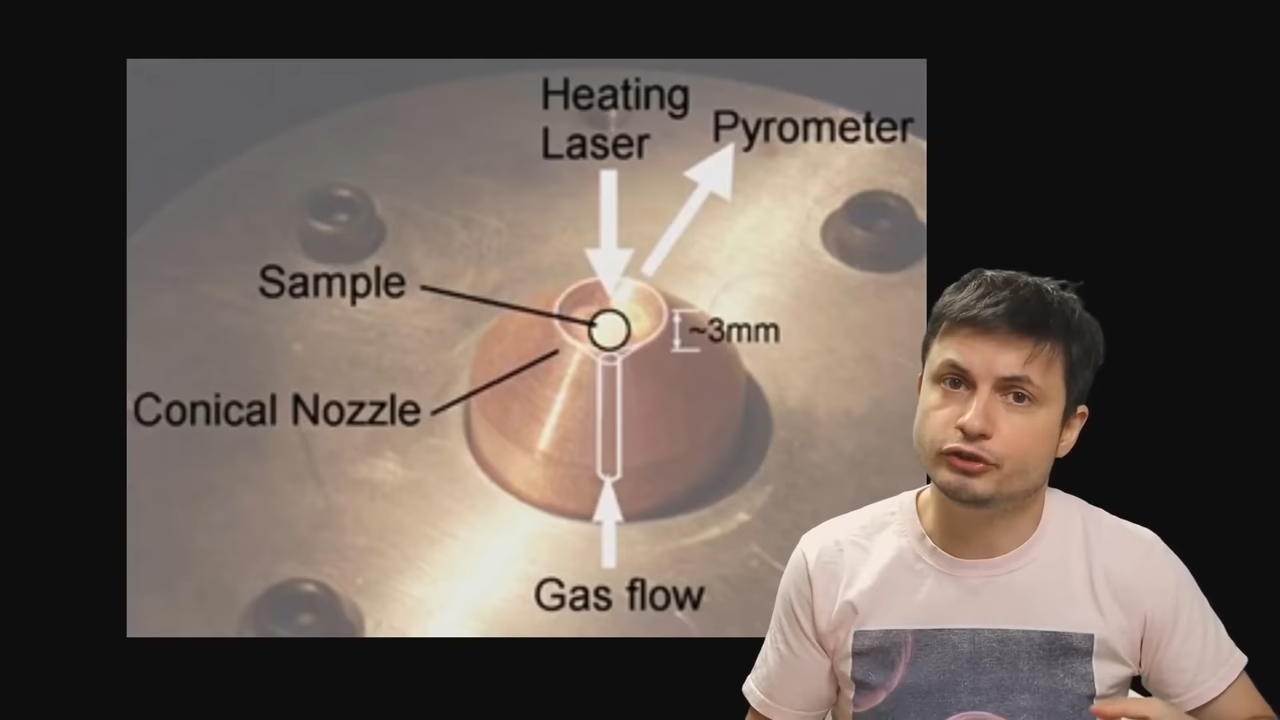 Heating
Laser
Pyrometer
Sample
~3mm
Conical Nozzle
Gas flow